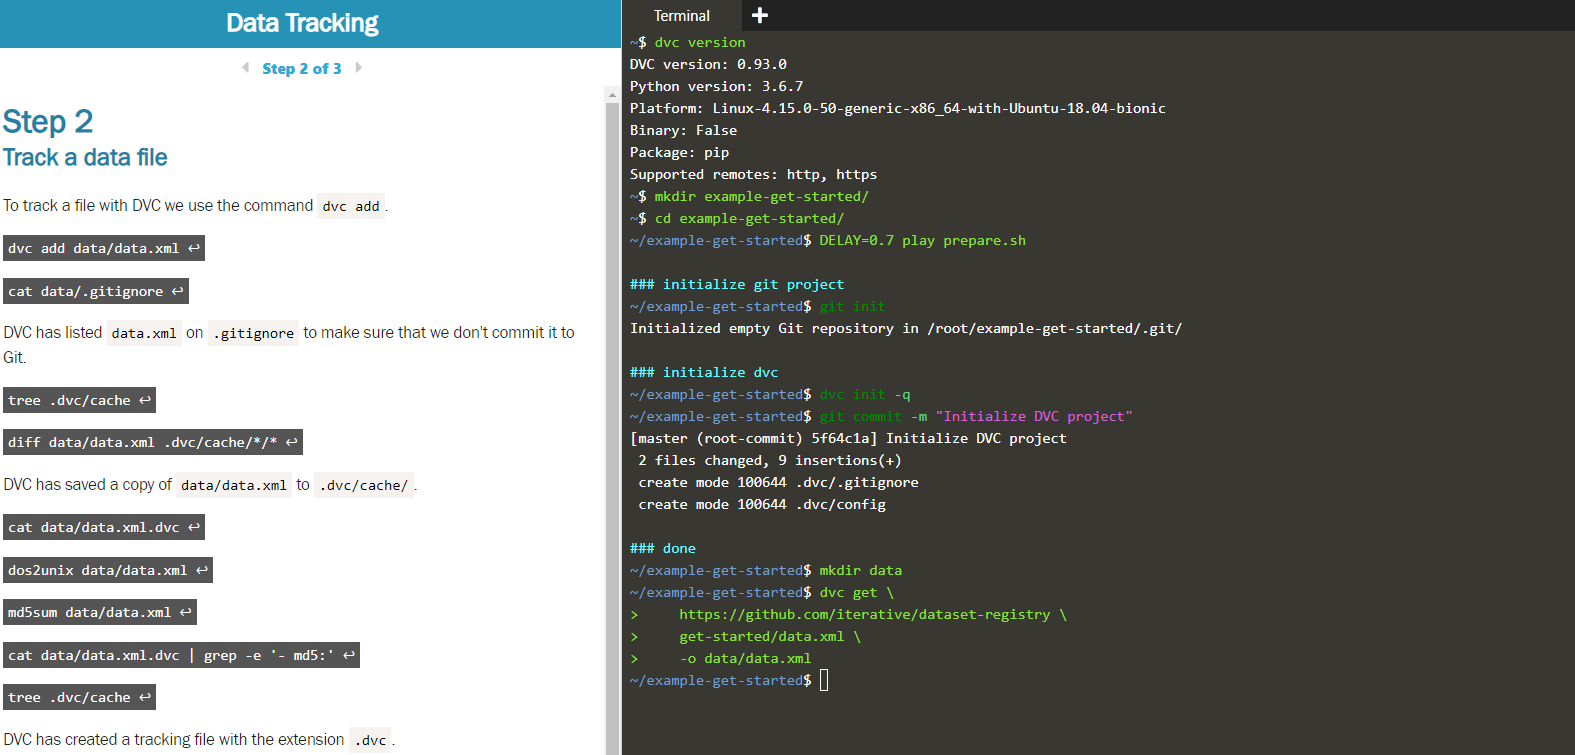 Data Tracking
Step 2 of 3
Step 2
Track a data file
To track a file with DVC we use the command dvc add.
dvc add data/data.xml ↩
cat data/.gitignore ↩
DVC has listed data.xml on .gitignore to make sure that we don't commit it to
Git.
tree .dvc/cache ↩
diff data/data.xml .dvc/cache/*/* ↩
DVC has saved a copy of data/data.xml to .dvc/cache/.
cat data/data.xml.dvc ↩
dos2unix data/data.xml ↩
md5sum data/data.xml ↩
cat data/data.xml.dvc | grep -e '- md5:' ↩
tree .dvc/cache ↩
DVC has created a tracking file with the extension .dvc.
Terminal +
~$ dvc version
DVC version: 0.93.0
Python version: 3.6.7
Platform: Linux-4.15.0-50-generic-x86_64-with-Ubuntu-18.04-bionic
Binary: False
Package: pip
Supported remotes: http, https
~$ mkdir example-get-started/
~$ cd example-get-started/
~/example-get-started$ DELAY=0.7 play prepare.sh
### initialize git project
~/example-get-started$ git init
Initialized empty Git repository in /root/example-get-started/.git/
### initialize dvc
~/example-get-started$ dvc init -q
~/example-get-started$ git commit -m "Initialize DVC project"
[master (root-commit) 5f64c1a] Initialize DVC project
 2 files changed, 9 insertions(+)
 create mode 100644 .dvc/.gitignore
 create mode 100644 .dvc/config
### done
~/example-get-started$ mkdir data
~/example-get-started$ dvc get \
>     https://github.com/iterative/dataset-registry \
>     get-started/data.xml \
>     -o data/data.xml
~/example-get-started$